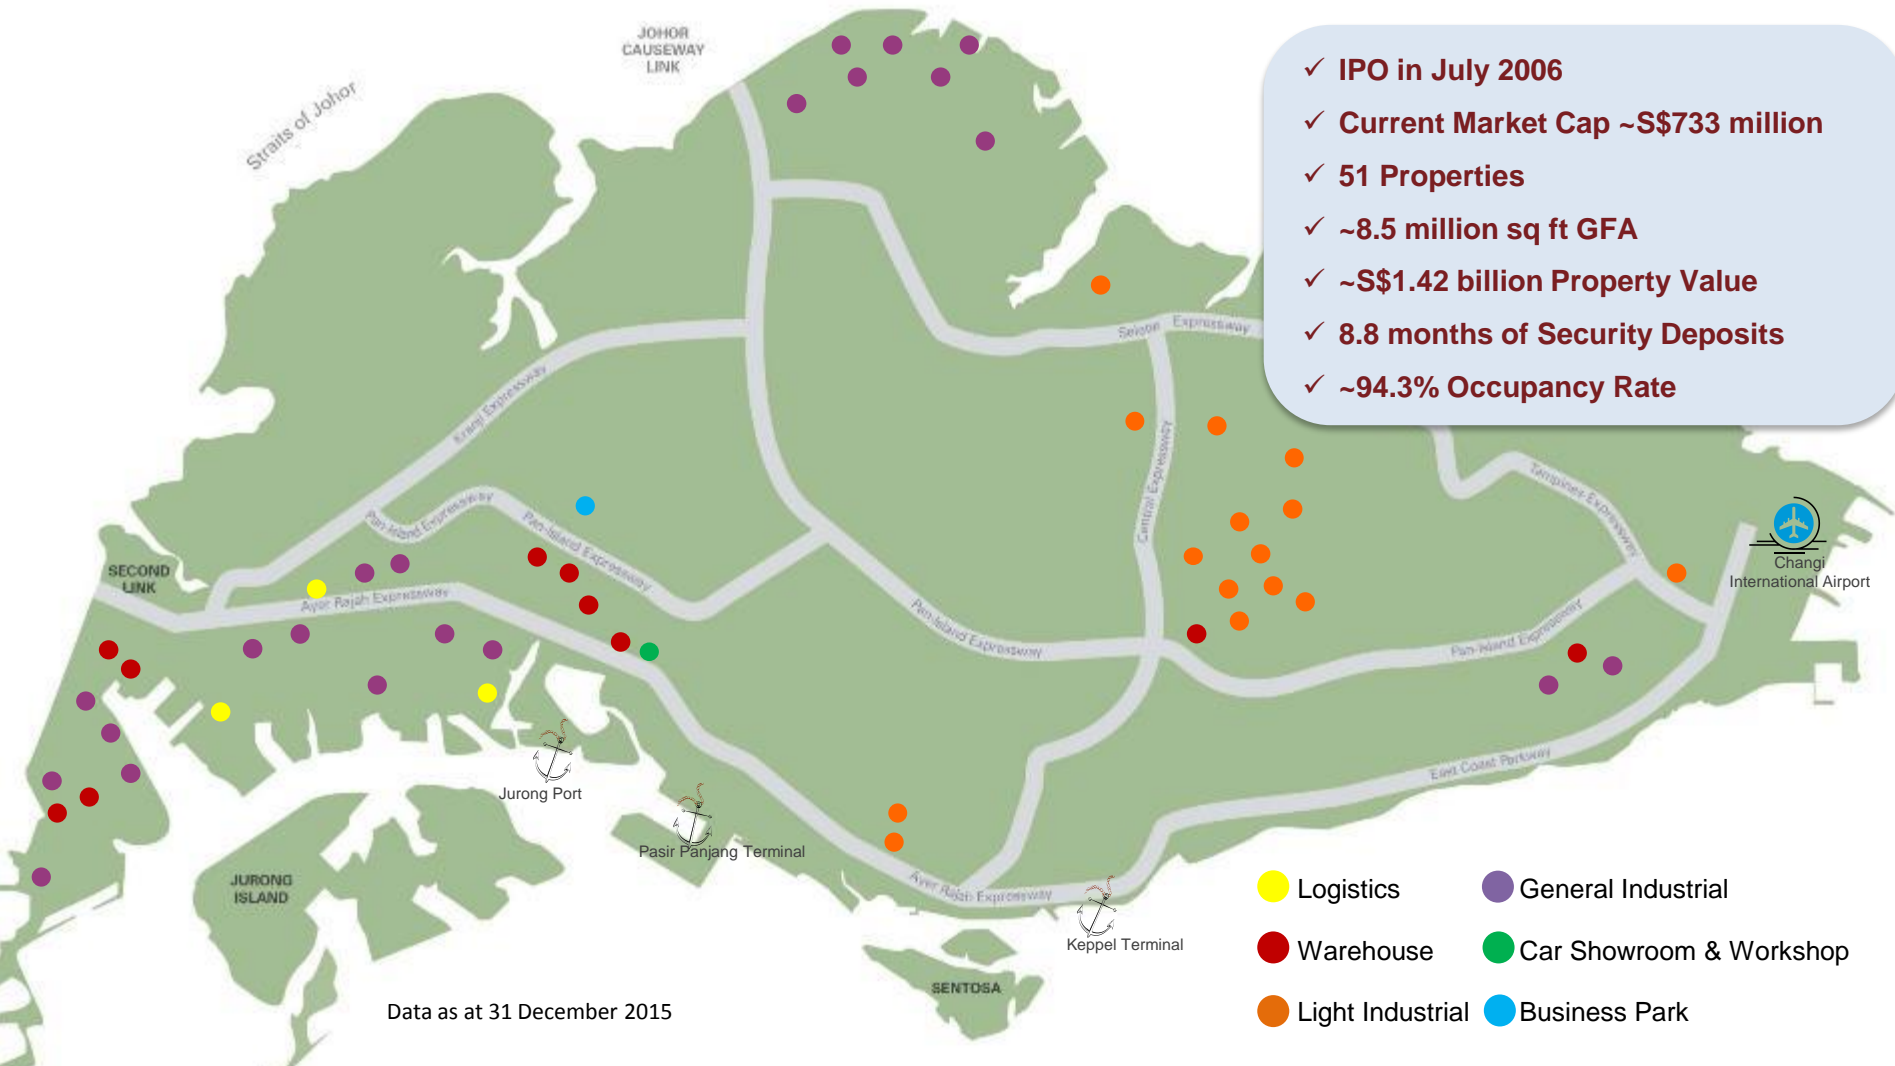 JOHOR
CAUSEWAY
LINK
Straits of Johor
✓ IPO in July 2006
✓ Current Market Cap ~S$733 million
✓ 51 Properties
✓ ~8.5 million sq ft GFA
✓ ~S$1.42 billion Property Value
✓ 8.8 months of Security Deposits
✓ ~94.3% Occupancy Rate
Expressway
Kranji Expressway
Central Expressway
Tampines Expressway
Pan-Island Expressway
Pan-Island Expressway
SECOND
LINK
Ayer Rajah Expressway
Changi
International Airport
Pan-Island Expressway
Pan-Island Expressway
East Coast Parkway
Jurong Port
Pasir Panjang Terminal
JURONG
ISLAND
Ayer Rajah Expressway
Keppel Terminal
SENTOSA
Data as at 31 December 2015
Logistics
General Industrial
Warehouse
Car Showroom & Workshop
Light Industrial
Business Park